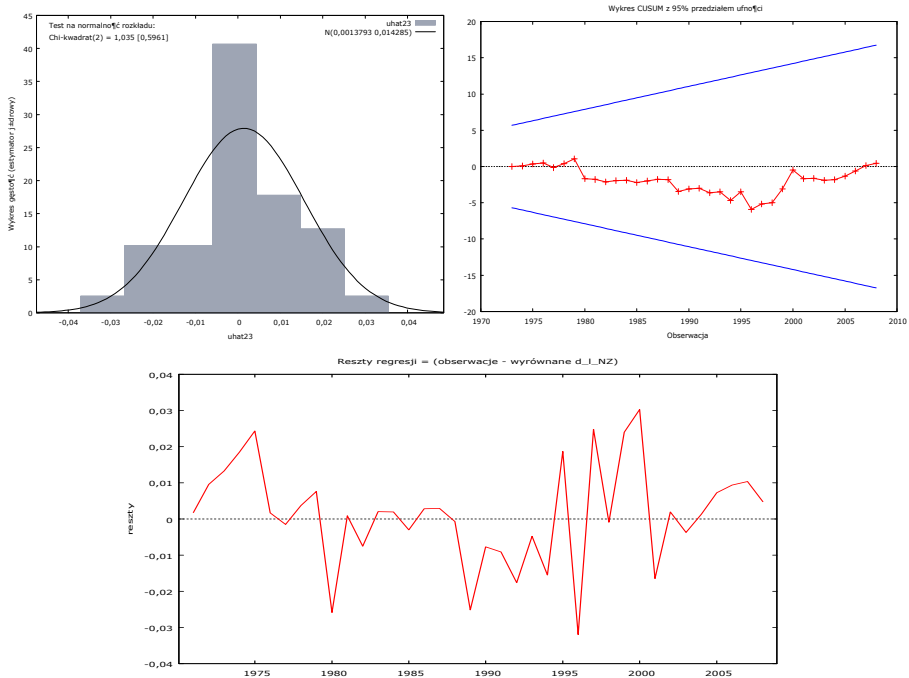 Test na normalno¶ć rozkładu:
Chi-kwadrat(2) = 1,035 [0,5961]
uhat23
N(0,0013793 0,014285)
Wykres gęsto¶ć (estymator j±drowy)
45
40
35
30
25
20
15
10
5
0
-0,04 -0,03 -0,02 -0,01 0 0,01 0,02 0,03 0,04
uhat23
Wykres CUSUM z 95% przedziałem ufno¶ci
20
15
10
5
0
-5
-10
-15
-20
1970 1975 1980 1985 1990 1995 2000 2005 2010
Obserwacja
Reszty regresji = (obserwacje - wyrównane d_l_NZ)
reszty
0,04
0,03
0,02
0,01
0
-0,01
-0,02
-0,03
-0,04
1975 1980 1985 1990 1995 2000 2005